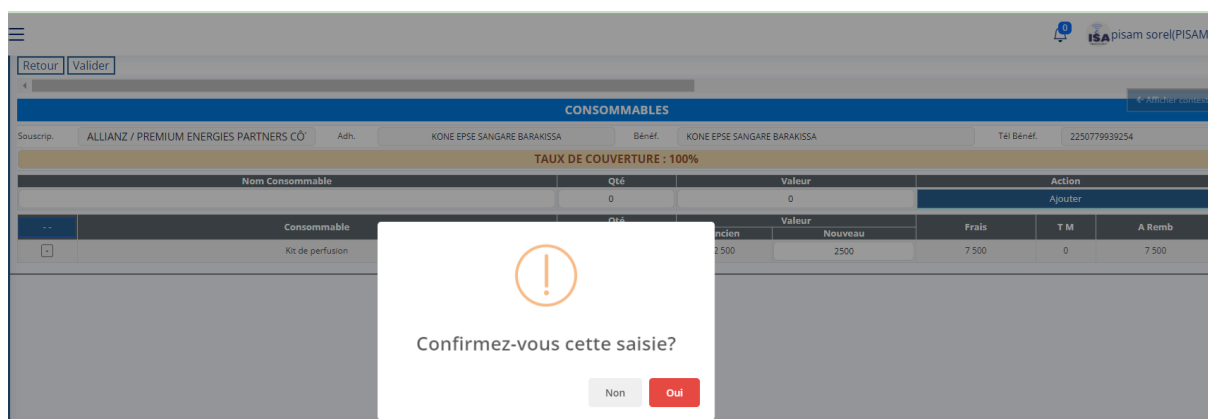 0
ISA pisam sorel(PISAM
Retour Valider
Afficher context
CONSOMMABLES
Souscrip. ALLIANZ / PREMIUM ENERGIES PARTNERS CÔ Adh. KONE EPSE SANGARE BARAKISSA Bénéf. KONE EPSE SANGARE BARAKISSA Tél Bénéf. 2250779939254
TAUX DE COUVERTURE : 100%
Nom Consommable Qté Valeur Action
0 0 Ajouter
- - Consommable Qté Valeur Frais T M A Remb
ncien Nouveau
- Kit de perfusion 2 500 2500 7 500 0 7 500
Confirmez-vous cette saisie?
Non Oui